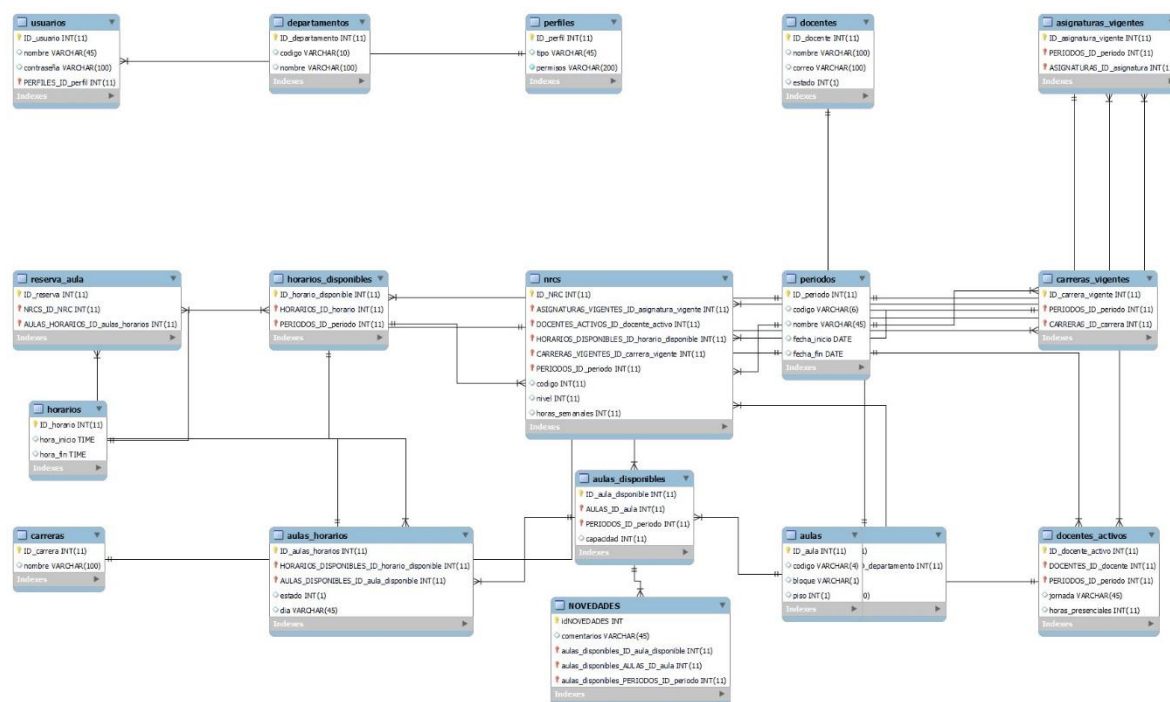 usuarios
ID_usuario INT(11)
nombre VARCHAR(45)
contraseña VARCHAR(100)
PERFILES_ID_perfil INT(11)
Indexes
departamentos
ID_departamento INT(11)
codigo VARCHAR(10)
nombre VARCHAR(100)
Indexes
perfiles
ID_perfil INT(11)
tipo VARCHAR(45)
permisos VARCHAR(200)
Indexes
docentes
ID_docente INT(11)
nombre VARCHAR(100)
correo VARCHAR(100)
estado INT(1)
Indexes
asignaturas_vigentes
ID_asignatura_vigente INT(11)
PERIODOS_ID_periodo INT(11)
ASIGNATURAS_ID_asignatura INT(1
Indexes
reserva_aula
ID_reserva INT(11)
NRCS_ID_NRC INT(11)
AULAS_HORARIOS_ID_aulas_horarios INT(11)
Indexes
horarios_disponibles
ID_horario_disponible INT(11)
HORARIOS_ID_horario INT(11)
PERIODOS_ID_periodo INT(11)
Indexes
nrcs
ID_NRC INT(11)
ASIGNATURAS_VIGENTES_ID_asignatura_vigente INT(11)
DOCENTES_ACTIVOS_ID_docente_activo INT(11)
HORARIOS_DISPONIBLES_ID_horario_disponible INT(11)
CARRERAS_VIGENTES_ID_carrera_vigente INT(11)
PERIODOS_ID_periodo INT(11)
codigo INT(11)
nivel INT(11)
horas_semanales INT(11)
Indexes
periodos
ID_periodo INT(11)
codigo VARCHAR(6)
nombre VARCHAR(45)
fecha_inicio DATE
fecha_fin DATE
Indexes
carreras_vigentes
ID_carrera_vigente INT(11)
PERIODOS_ID_periodo INT(11)
CARRERAS_ID_carrera INT(11)
Indexes
horarios
ID_horario INT(11)
hora_inicio TIME
hora_fin TIME
Indexes
aulas_disponibles
ID_aula_disponible INT(11)
AULAS_ID_aula INT(11)
PERIODOS_ID_periodo INT(11)
capacidad INT(11)
Indexes
carreras
ID_carrera INT(11)
nombre VARCHAR(100)
Indexes
aulas_horarios
ID_aulas_horarios INT(11)
HORARIOS_DISPONIBLES_ID_horario_disponible INT(11)
AULAS_DISPONIBLES_ID_aula_disponible INT(11)
estado INT(1)
dia VARCHAR(45)
Indexes
aulas
ID_aula INT(11)
codigo VARCHAR(4)
bloque VARCHAR(1)
piso INT(1)
Indexes
1)
_departamento INT(11)
0)
docentes_activos
ID_docente_activo INT(11)
DOCENTES_ID_docente INT(11)
PERIODOS_ID_periodo INT(11)
jornada VARCHAR(45)
horas_presenciales INT(11)
Indexes
NOVEDADES
idNOVEDADES INT
comentarios VARCHAR(45)
aulas_disponibles_ID_aula_disponible INT(11)
aulas_disponibles_AULAS_ID_aula INT(11)
aulas_disponibles_PERIODOS_ID_periodo INT(11)
Indexes